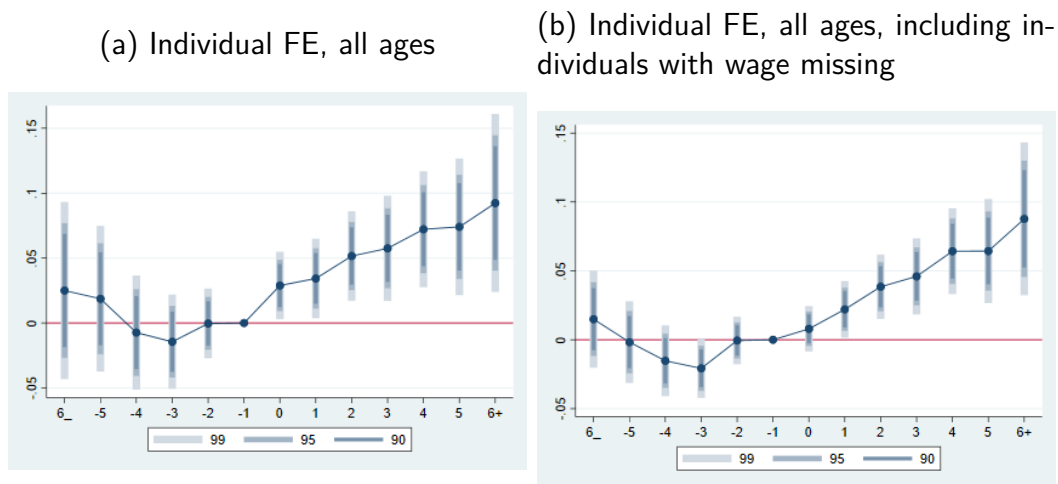 (a) Individual FE, all ages
.15
.1
.05
0
-.05
6_ -5 -4 -3 -2 -1 0 1 2 3 4 5 6+
99 95 90
(b) Individual FE, all ages, including in-
dividuals with wage missing
.15
.1
.05
0
-.05
6_ -5 -4 -3 -2 -1 0 1 2 3 4 5 6+
99 95 90